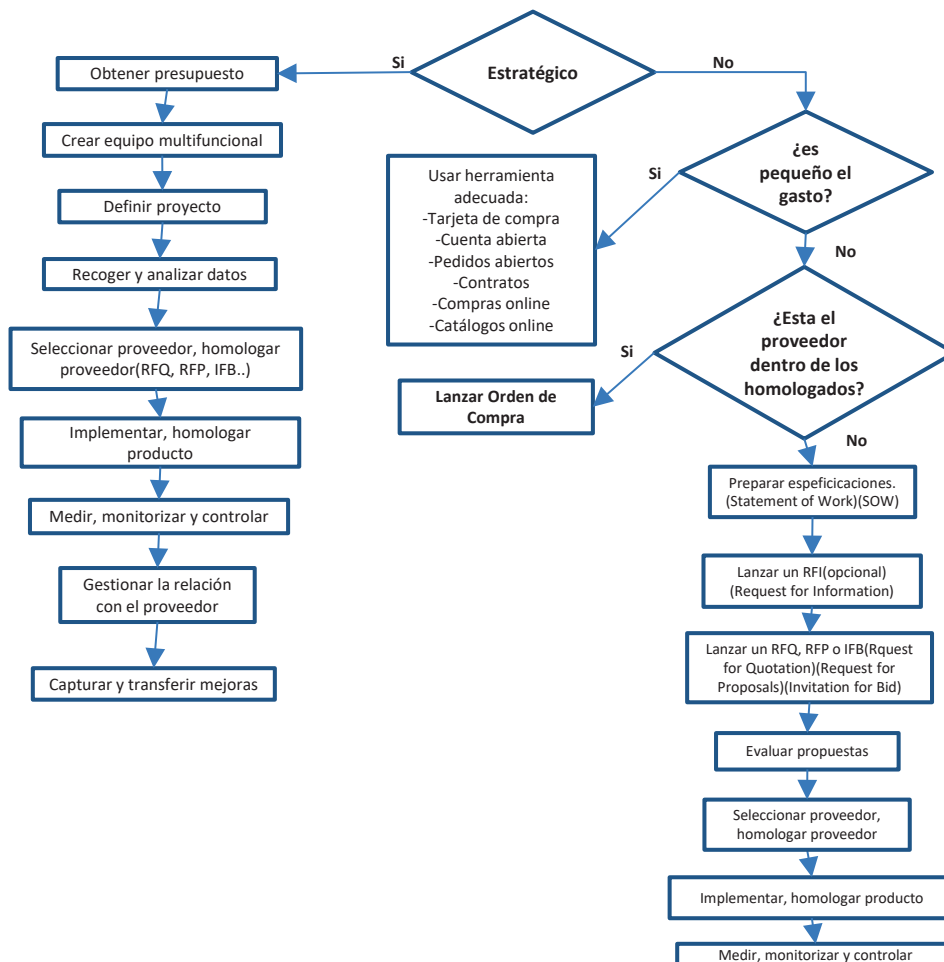 Estratégico
Si
No
Obtener presupuesto
Crear equipo multifuncional
Definir proyecto
Recoger y analizar datos
Seleccionar proveedor, homologar
proveedor(RFQ, RFP, IFB..)
Implementar, homologar
producto
Medir, monitorizar y controlar
Gestionar la relación
con el proveedor
Capturar y transferir mejoras
¿es
pequeño el
gasto?
Si
No
Usar herramienta
adecuada:
-Tarjeta de compra
-Cuenta abierta
-Pedidos abiertos
-Contratos
-Compras online
-Catálogos online
¿Esta el
proveedor
dentro de los
homologados?
Si
No
Lanzar Orden de
Compra
Preparar espeficicaciones.
(Statement of Work)(SOW)
Lanzar un RFI(opcional)
(Request for Information)
Lanzar un RFQ, RFP o IFB(Rquest
for Quotation)(Request for
Proposals)(Invitation for Bid)
Evaluar propuestas
Seleccionar proveedor,
homologar proveedor
Implementar, homologar producto
Medir, monitorizar y controlar